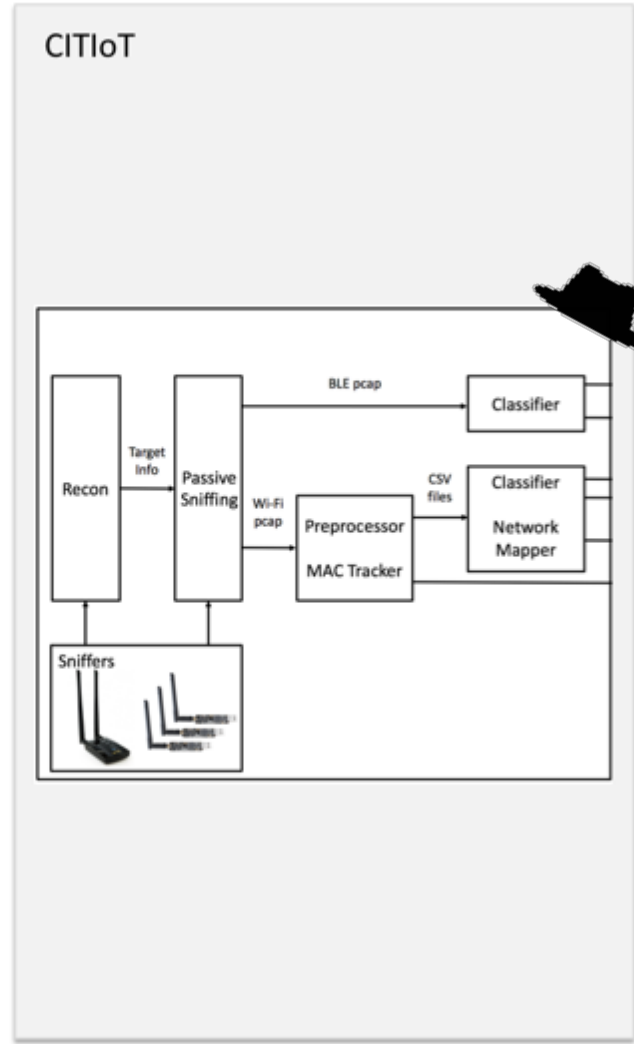 CITIoT
BLE pcap
Classifier
Recon
Target
Info
Passive
Sniffing
Wi-Fi
pcap
Preprocessor
MAC Tracker
CSV
files
Classifier
Network
Mapper
Sniffers